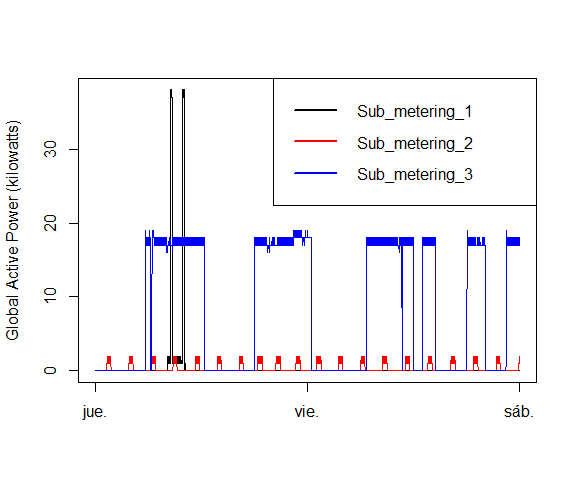 Global Active Power (kilowatts)
30
20
10
0
Sub_metering_1
Sub_metering_2
Sub_metering_3
jue.
vie.
sáb.